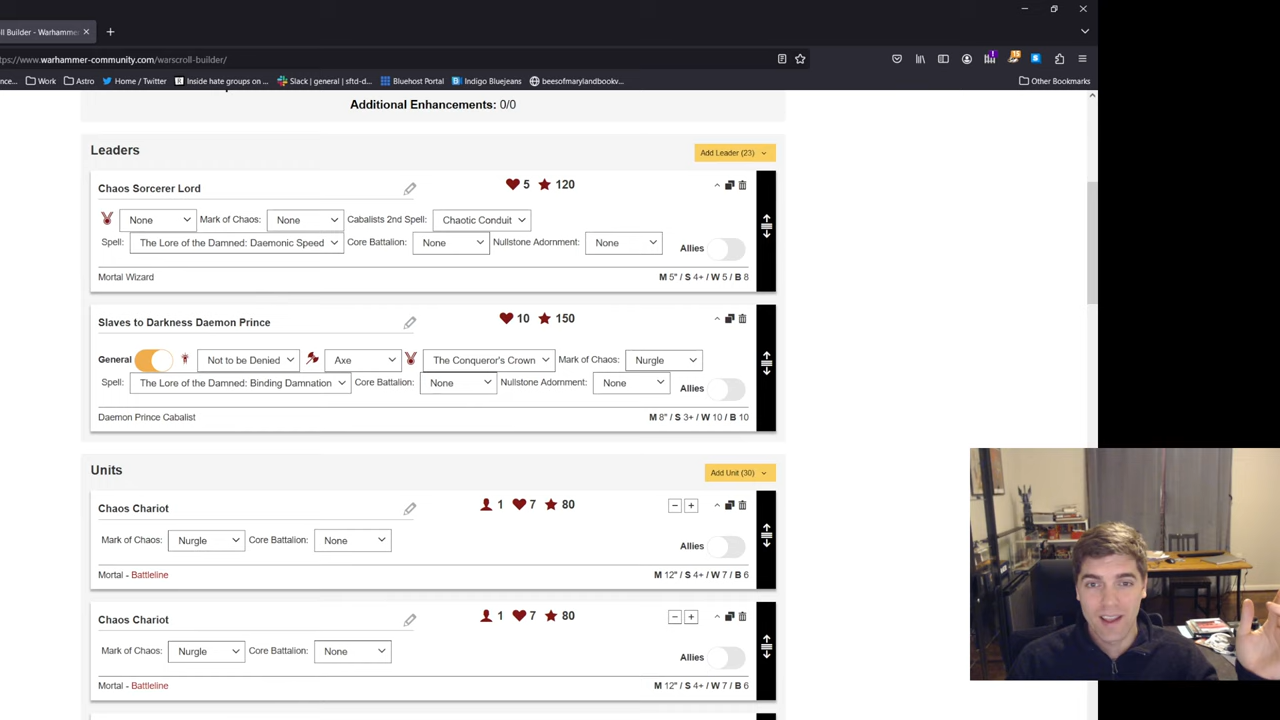 oll Builder - Warhamme
ps://www.warhammer-community.com/warscroll-builder/
nce... Work Astro Home / Twitter Inside hate groups on ... Slack | general | sftd-d... Bluehost Portal Indigo Bluejeans beesofmarylandbookv... Other Bookmarks
Additional Enhancements: 0/0
Leaders
Add Leader (23)
Chaos Sorcerer Lord 5 120
None Mark of Chaos: None Cabalists 2nd Spell: Chaotic Conduit
Spell: The Lore of the Damned: Daemonic Speed Core Battalion: None Nullstone Adornment: None Allies
Mortal Wizard M 5" / S 4+ / W 5 / B 8
Slaves to Darkness Daemon Prince 10 150
General Not to be Denied Axe The Conqueror's Crown Mark of Chaos: Nurgle
Spell: The Lore of the Damned: Binding Damnation Core Battalion: None Nullstone Adornment: None Allies
Daemon Prince Cabalist M 8" / S 3+ / W 10 / B 10
Units
Add Unit (30)
Chaos Chariot 1 7 80
Mark of Chaos: Nurgle Core Battalion: None Allies
Mortal - Battleline M 12" / S 4+ / W 7 / B 6
Chaos Chariot 1 7 80
Mark of Chaos: Nurgle Core Battalion: None Allies
Mortal - Battleline M 12" / S 4+ / W 7 / B 6